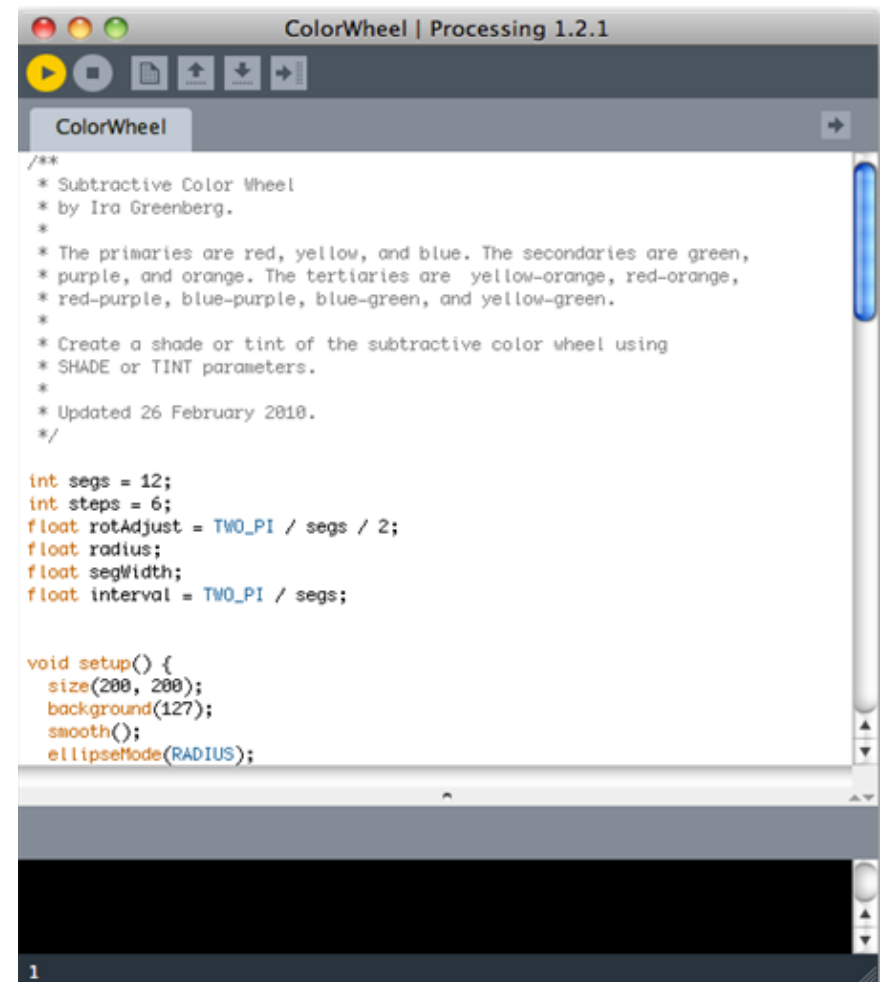 ColorWheel | Processing 1.2.1
ColorWheel
/**
 * Subtractive Color Wheel
 * by Ira Greenberg.
 *
 * The primaries are red, yellow, and blue. The secondaries are green,
 * purple, and orange. The tertiaries are  yellow-orange, red-orange,
 * red-purple, blue-purple, blue-green, and yellow-green.
 *
 * Create a shade or tint of the subtractive color wheel using
 * SHADE or TINT parameters.
 *
 * Updated 26 February 2010.
 */
int segs = 12;
int steps = 6;
float rotAdjust = TWO_PI / segs / 2;
float radius;
float segWidth;
float interval = TWO_PI / segs;
void setup() {
  size(200, 200);
  background(127);
  smooth();
  ellipseMode(RADIUS);
1